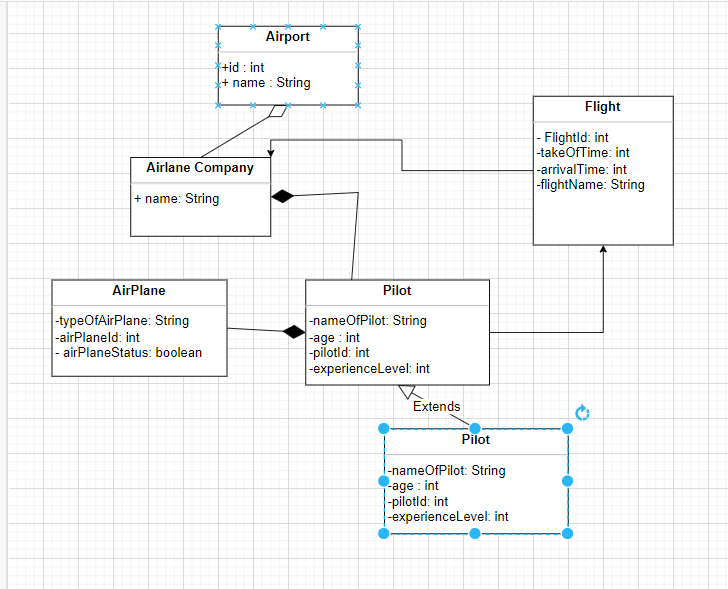 Airport
+id : int
+ name : String
Flight
- FlightId: int
-takeOfTime: int
-arrivalTime: int
-flightName: String
Airlane Company
+ name: String
AirPlane
-typeOfAirPlane: String
-airPlaneId: int
- airPlaneStatus: boolean
Pilot
-nameOfPilot: String
-age : int
-pilotId: int
-experienceLevel: int
Extends
Pilot
-nameOfPilot: String
-age : int
-pilotId: int
-experienceLevel: int